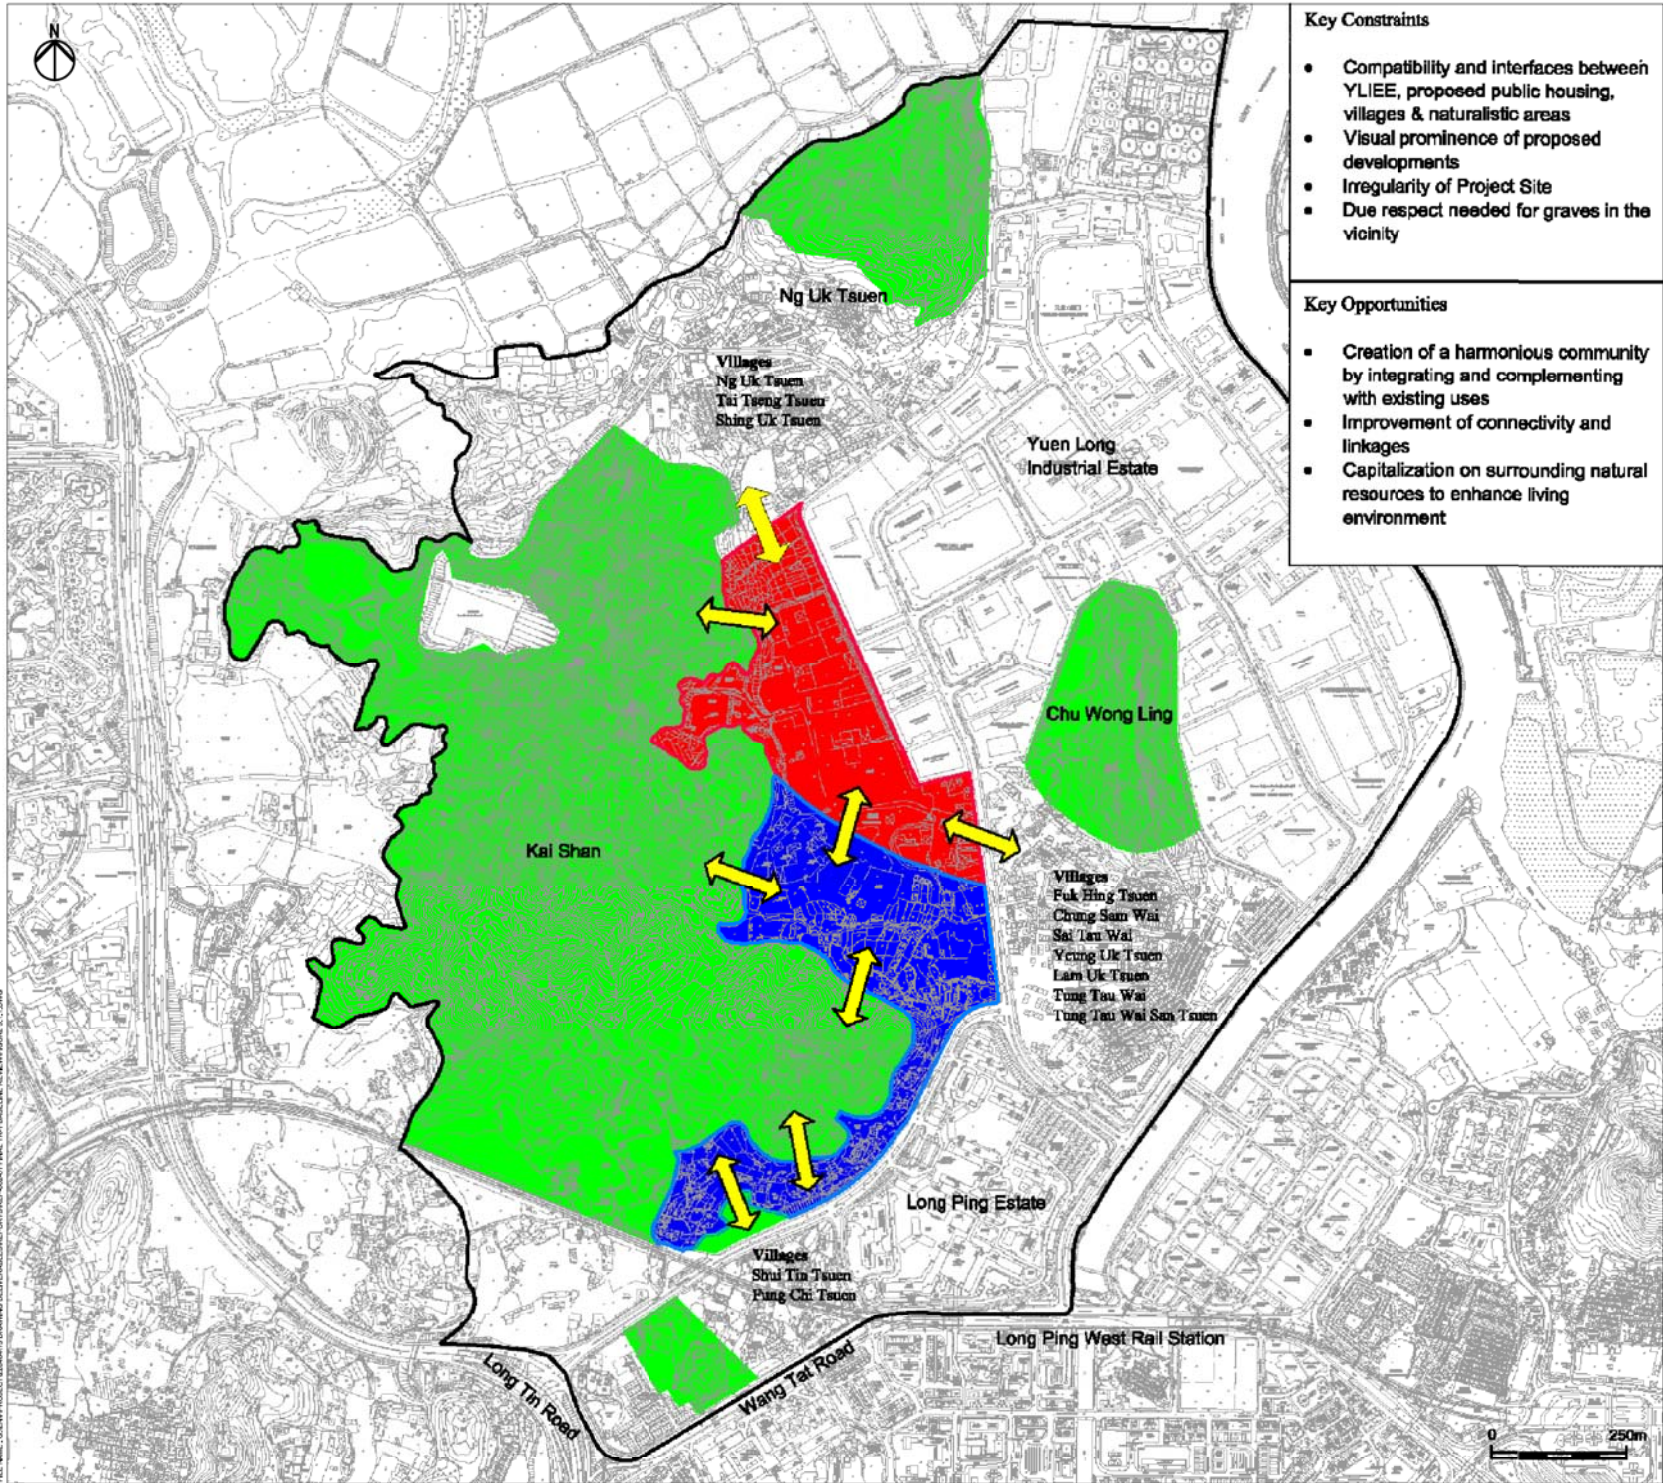 N
Key Constraints
• Compatibility and interfaces between
YLIEE, proposed public housing,
villages & naturalistic areas
• Visual prominence of proposed
developments
• Irregularity of Project Site
• Due respect needed for graves in the
vicinity
Key Opportunities
• Creation of a harmonious community
by integrating and complementing
with existing uses
• Improvement of connectivity and
linkages
• Capitalization on surrounding natural
resources to enhance living
environment
Ng Uk Tsuen
Villages
Ng Uk Tsuen
Tai Tseng Tsuen
Shing Uk Tsuen
Yuen Long
Industrial Estate
Chu Wong Ling
Kai Shan
Villages
Fuk Hing Tsuen
Chung Sam Wai
Sai Tau Wai
Yeung Uk Tsuen
Lam Uk Tsuen
Tung Tau Wai
Tung Tau Wai San Tsuen
Long Ping Estate
Villages
Shui Tin Tsuen
Fung Chi Tsuen
Long Ping West Rail Station
Long Tin Road
Wang Tat Road
0 250m